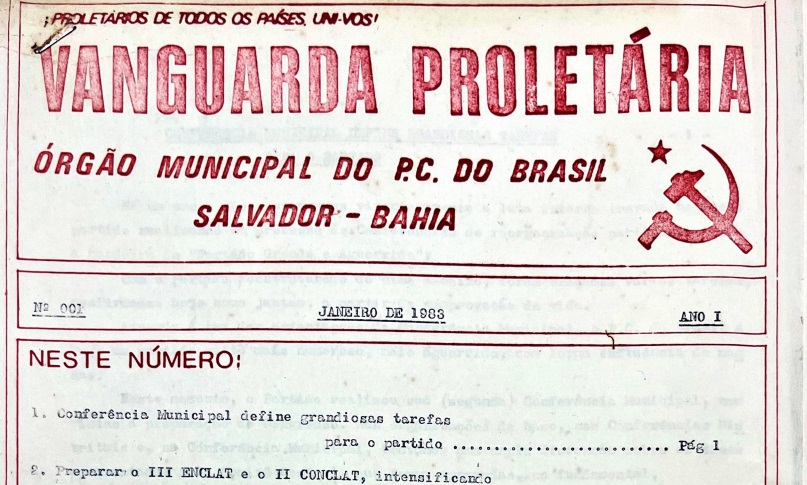 ¡PROLETÁRIOS DE TODOS OS PAÍSES, UNI-VOS!
VANGUARDA PROLETÁRIA
ÓRGÃO MUNICIPAL DO P.C. DO BRASIL
SALVADOR - BAHIA
Nº 001 JANEIRO DE 1983 ANO I
NESTE NÚMERO:
1. Conferência Municipal define grandiosas tarefas
para o partido ............................ Pág 1
2. Preparar o III ENCLAT e o II CONCLAT, intensificando